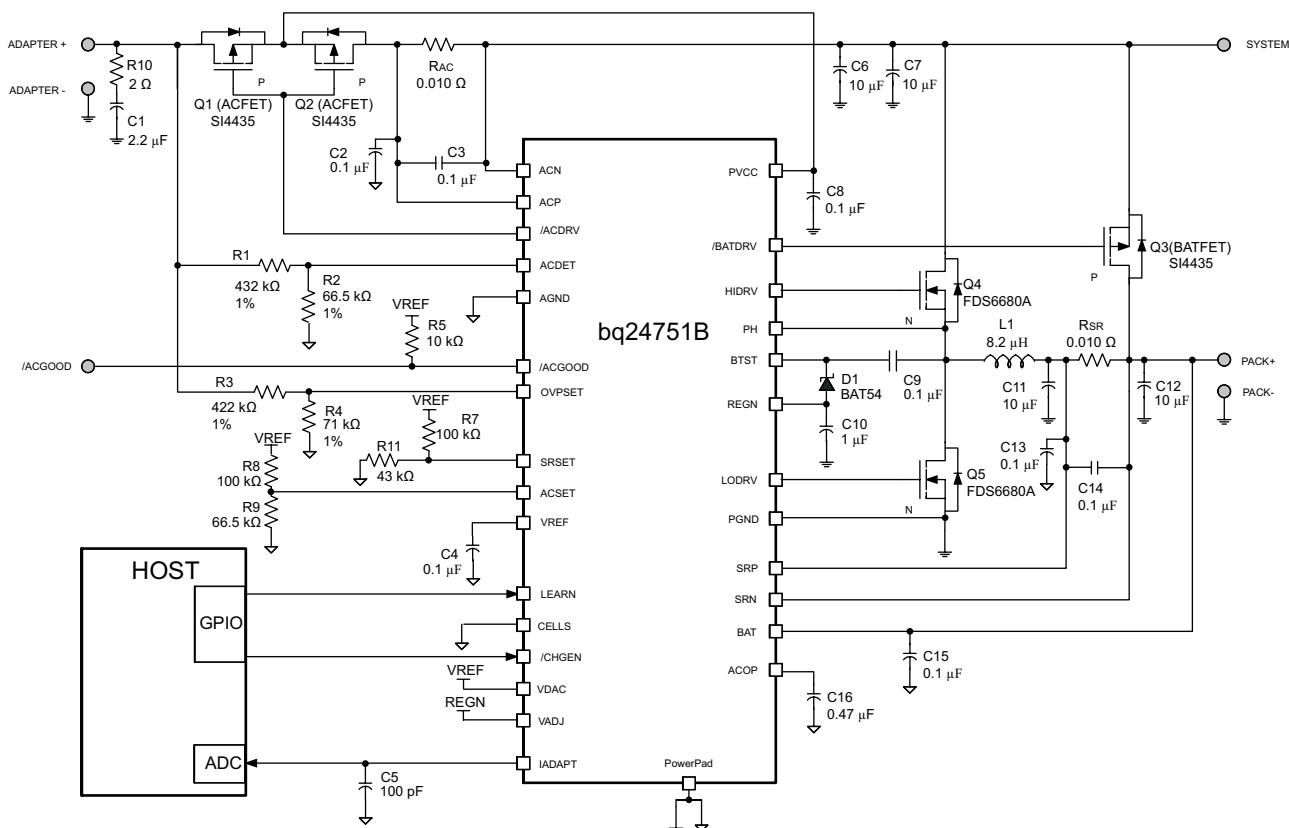 ADAPTER +
ADAPTER -
R10
2 Ω
C1
2.2 µF
P
Q1 (ACFET)
SI4435
P
Q2 (ACFET)
SI4435
RAC
0.010 Ω
C6
10 µF
C7
10 µF
SYSTEM
C2
0.1 µF
C3
0.1 µF
C8
0.1 µF
bq24751B
ACN
ACP
/ACDRV
ACDET
AGND
/ACGOOD
OVPSET
SRSET
ACSET
VREF
LEARN
CELLS
/CHGEN
VDAC
VADJ
IADAPT
PVCC
/BATDRV
HIDRV
PH
BTST
REGN
LODRV
PGND
SRP
SRN
BAT
ACOP
PowerPad
R1
432 kΩ
1%
R2
66.5 kΩ
1%
VREF
R5
10 kΩ
/ACGOOD
R3
422 kΩ
1%
R4
71 kΩ
1%
VREF
R7
100 kΩ
R11
43 kΩ
VREF
R8
100 kΩ
R9
66.5 kΩ
C4
0.1 µF
HOST
GPIO
ADC
VREF
REGN
C5
100 pF
P
Q3(BATFET)
SI4435
N
Q4
FDS6680A
L1
8.2 µH
RSR
0.010 Ω
D1
BAT54
C9
0.1 µF
C10
1 µF
C11
10 µF
C12
10 µF
PACK+
PACK-
C13
0.1 µF
C14
0.1 µF
N
Q5
FDS6680A
C15
0.1 µF
C16
0.47 µF